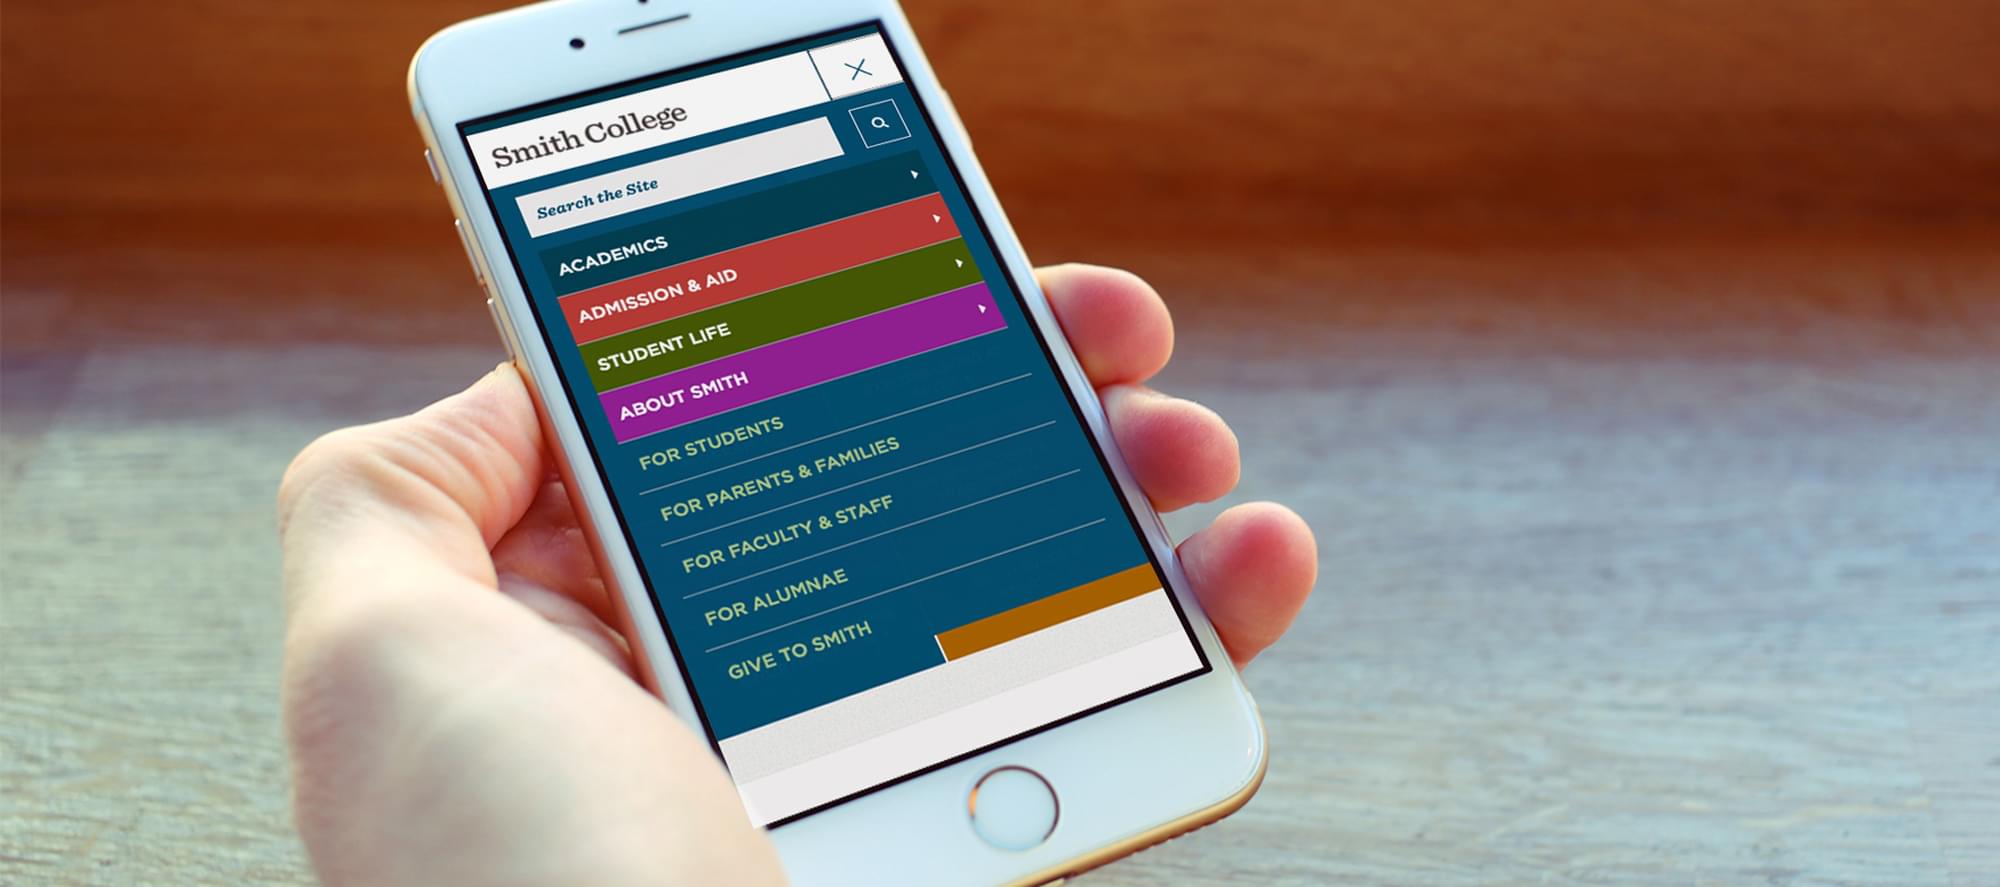 Smith College
Search the Site
ACADEMICS
ADMISSION & AID
STUDENT LIFE
ABOUT SMITH
FOR STUDENTS
FOR PARENTS & FAMILIES
FOR FACULTY & STAFF
FOR ALUMNAE
GIVE TO SMITH